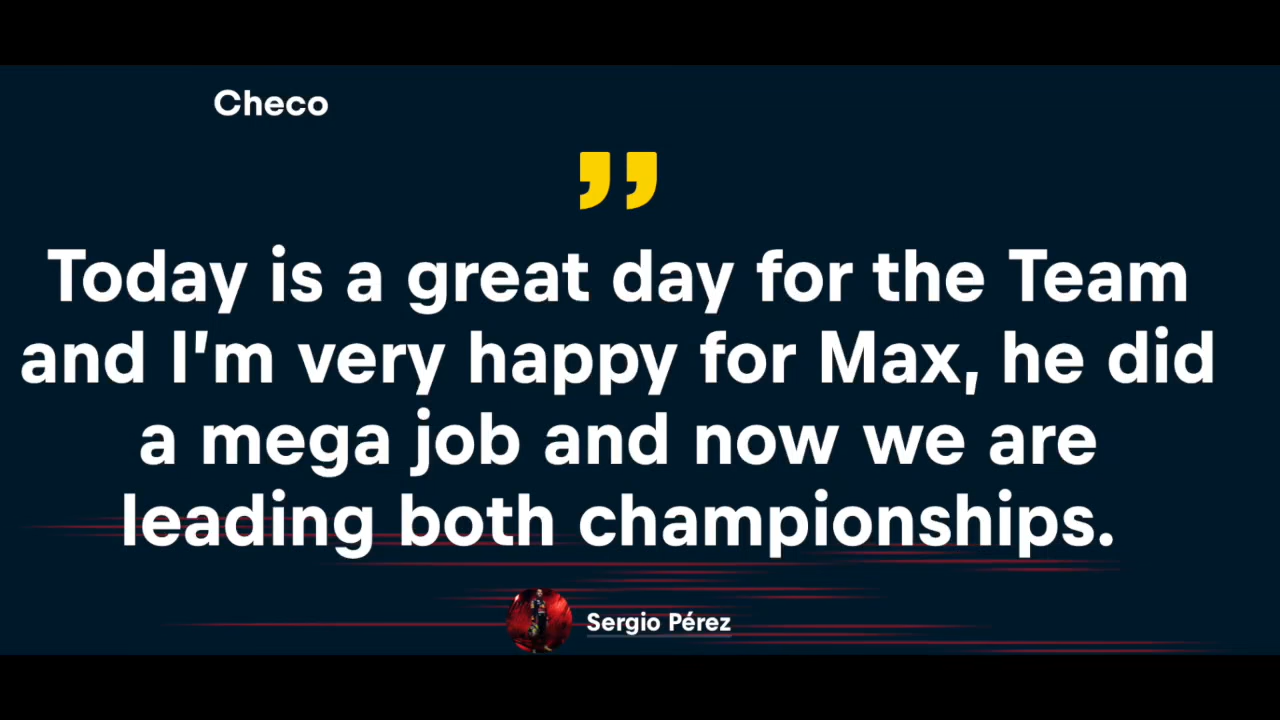 Checo
”
Today is a great day for the Team
and I’m very happy for Max, he did
a mega job and now we are
leading both championships.
Sergio Pérez